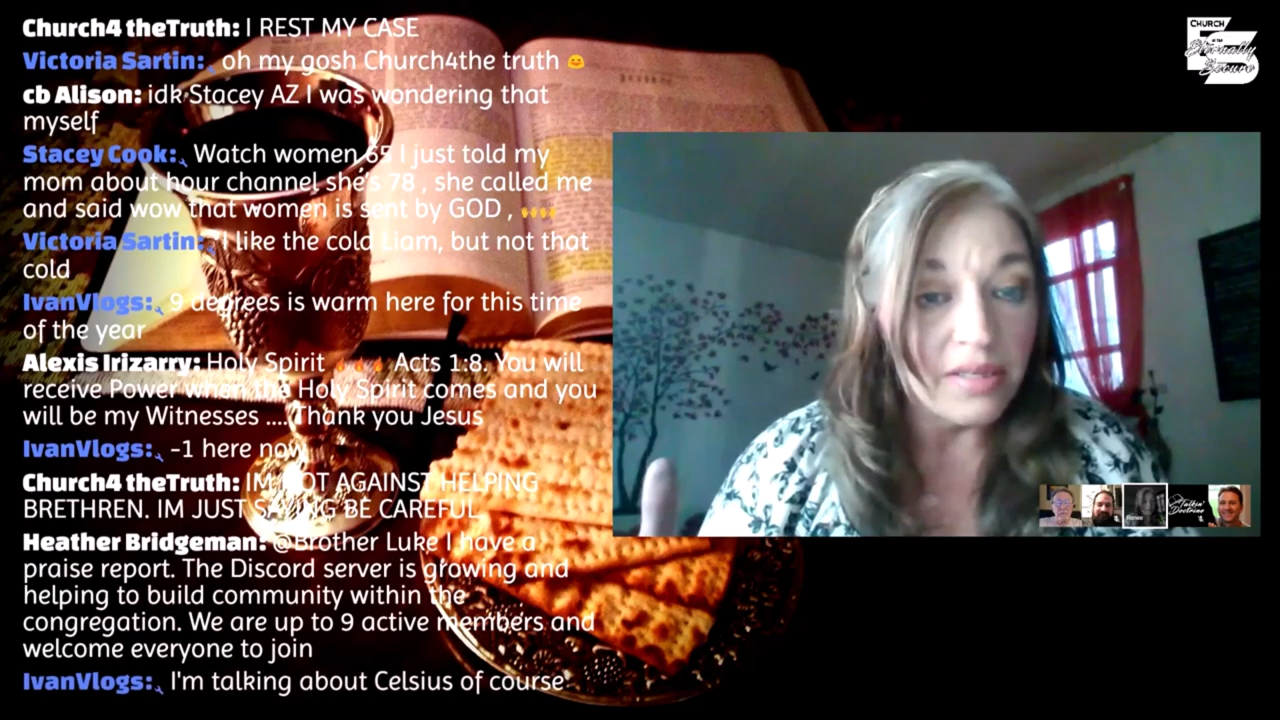 Church4 theTruth: I REST MY CASE
Victoria Sartin: oh my gosh Church4the truth 😊
cb Alison: idk Stacey AZ I was wondering that
myself
Stacey Cook: Watch women 65 I just told my
mom about hour channel she's 78 , she called me
and said wow that women is sent by GOD , 🙌🙌
Victoria Sartin: I like the cold Liam, but not that
cold
IvanVlogs: 9 degrees is warm here for this time
of the year
Alexis Irizarry: Holy Spirit 🔥🔥🔥 Acts 1:8. You will
receive Power when the Holy Spirit comes and you
will be my Witnesses .... Thank you Jesus
IvanVlogs: -1 here now
Church4 theTruth: IM NOT AGAINST HELPING
BRETHREN. IM JUST SAYING BE CAREFUL.
Heather Bridgeman: @Brother Luke I have a
praise report. The Discord server is growing and
helping to build community within the
congregation. We are up to 9 active members and
welcome everyone to join
IvanVlogs: I'm talking about Celsius of course
CHURCH
of the
Eternally
Secure
Renee
Talkin'
Doctrine